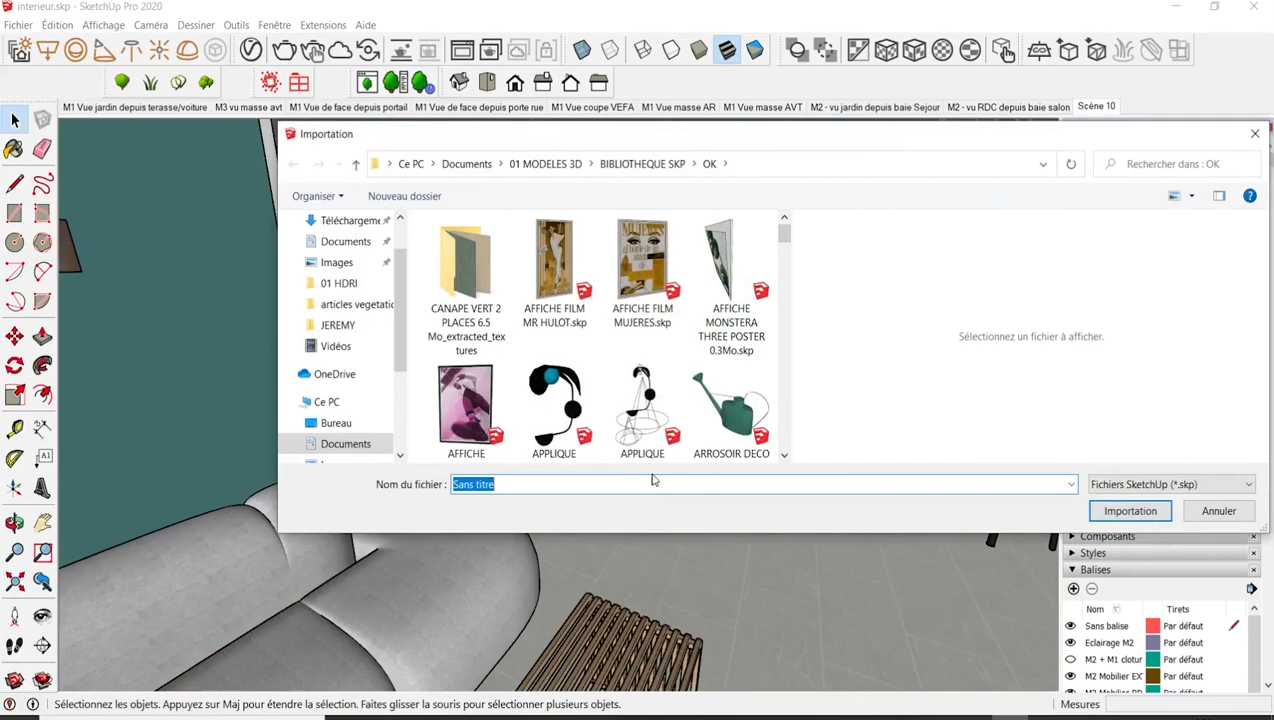 interieur.skp - SketchUp Pro 2020
Fichier Édition Affichage Caméra Dessiner Outils Fenêtre Extensions Aide
M1 Vue jardin depuis terasse/voiture M3 vu masse avt M1 Vue de face depuis portail M1 Vue de face depuis porte rue M1 Vue coupe VEFA M1 Vue masse AR M1 Vue masse AVT M2 - vu jardin depuis baie Sejour M2 - vu RDC depuis baie salon Scène 10
Importation
Ce PC > Documents > 01 MODELES 3D > BIBLIOTHEQUE SKP > OK >
Rechercher dans : OK
Organiser Nouveau dossier
Téléchargeme
Documents
Images
01 HDRI
articles vegetatic
JEREMY
Vidéos
OneDrive
Ce PC
Bureau
Documents
CANAPE VERT 2
PLACES 6.5
Mo_extracted_tex
tures
AFFICHE FILM
MR HULOT.skp
AFFICHE FILM
MUJERES.skp
AFFICHE
MONSTERA
THREE POSTER
0.3Mo.skp
MUJERES
AFFICHE
APPLIQUE
APPLIQUE
ARROSOIR DECO
Sélectionnez un fichier à afficher.
Nom du fichier : Sans titre
Fichiers SketchUp (*.skp)
Importation Annuler
Composants
Styles
Balises
Nom Tirets
Sans balise Par défaut
Eclairage M2 Par défaut
M2 + M1 clotur Par défaut
M2 Mobilier EX Par défaut
A1
Sélectionnez les objets. Appuyez sur Maj pour étendre la sélection. Faites glisser la souris pour sélectionner plusieurs objets.
Mesures